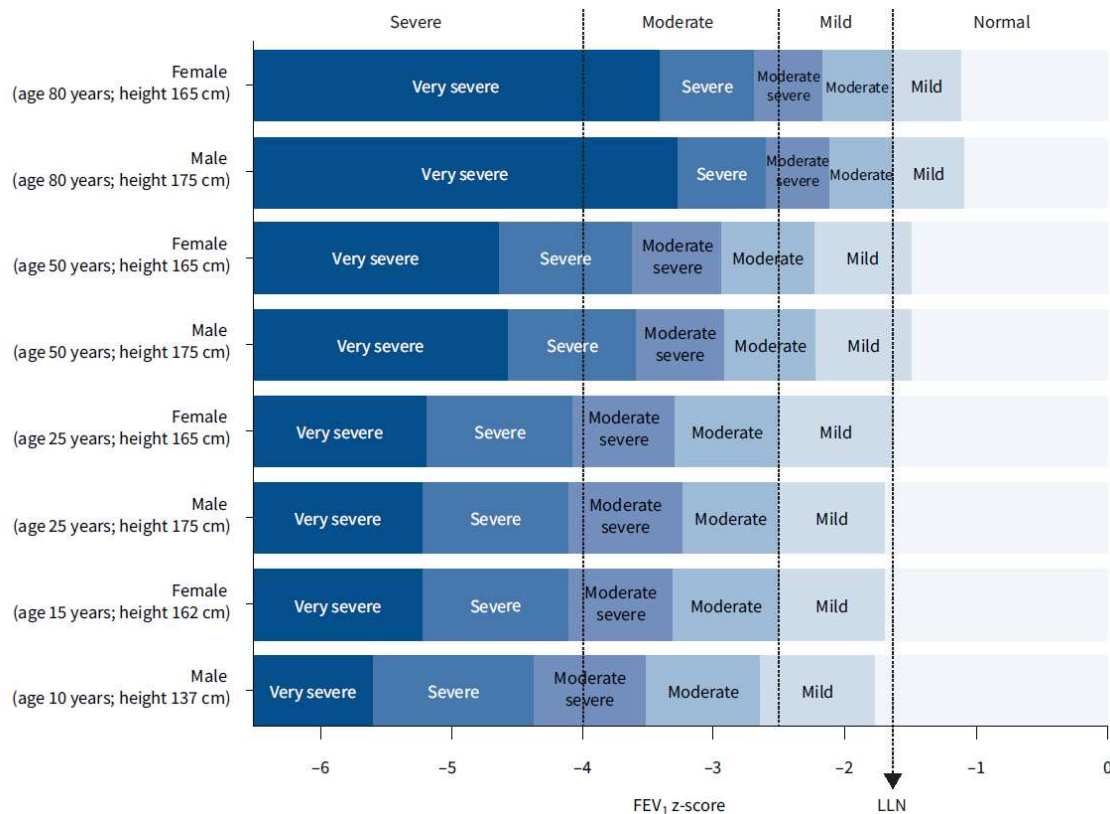 Severe Moderate Mild Normal
Female
(age 80 years; height 165 cm)
Very severe Severe Moderate severe Moderate Mild
Male
(age 80 years; height 175 cm)
Very severe Severe Moderate severe Moderate Mild
Female
(age 50 years; height 165 cm)
Very severe Severe Moderate severe Moderate Mild
Male
(age 50 years; height 175 cm)
Very severe Severe Moderate severe Moderate Mild
Female
(age 25 years; height 165 cm)
Very severe Severe Moderate severe Moderate Mild
Male
(age 25 years; height 175 cm)
Very severe Severe Moderate severe Moderate Mild
Female
(age 15 years; height 162 cm)
Very severe Severe Moderate severe Moderate Mild
Male
(age 10 years; height 137 cm)
Very severe Severe Moderate severe Moderate Mild
–6 –5 –4 –3 –2 –1 0
FEV₁ z-score LLN